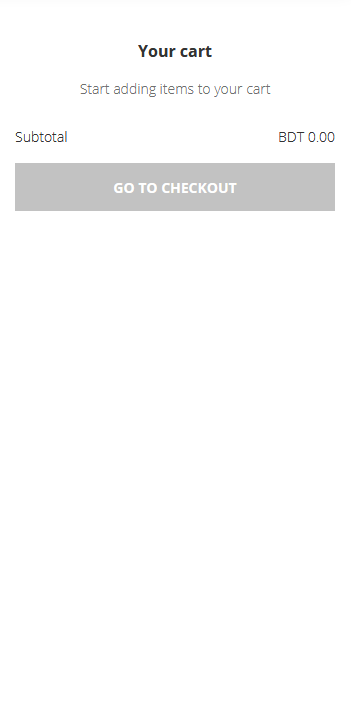 Your cart
Start adding items to your cart
Subtotal BDT 0.00
GO TO CHECKOUT